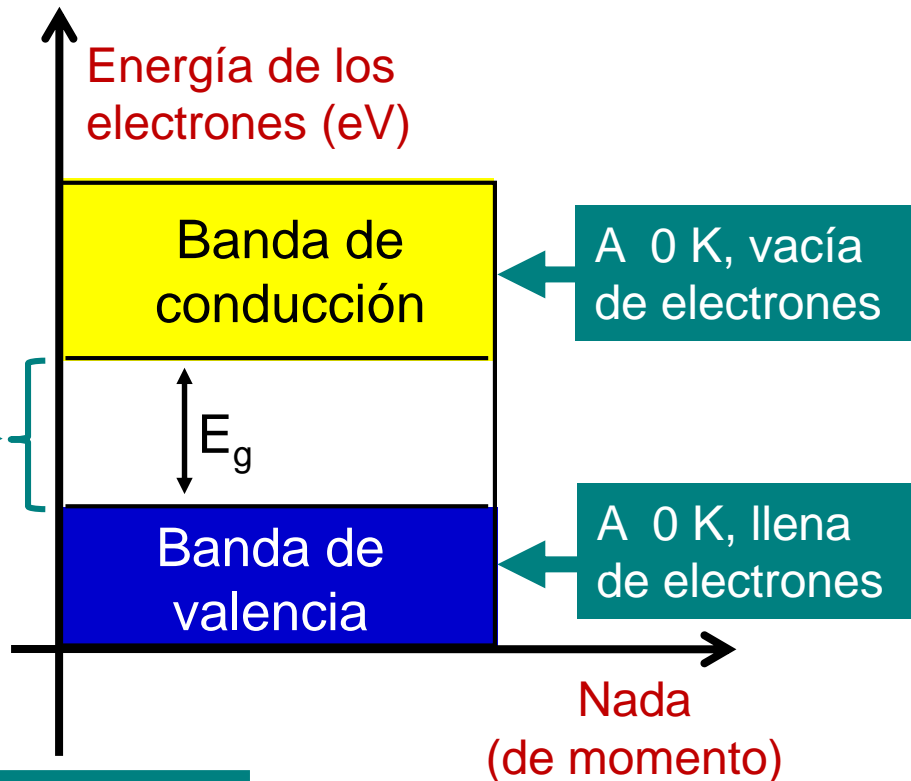 Energía de los
electrones (eV)
Banda de
conducción
A 0 K, vacía
de electrones
Eg
Banda de
valencia
A 0 K, llena
de electrones
Nada
(de momento)